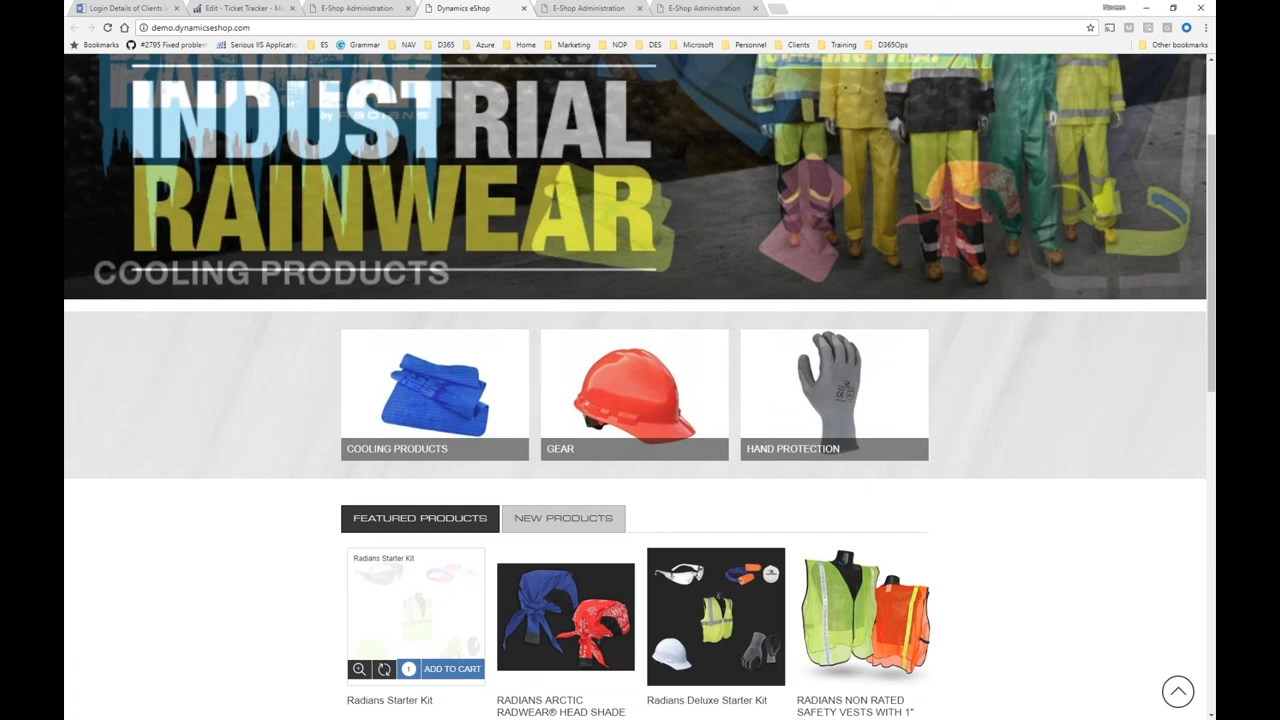 Login Details of Clients V
Edit - Ticket Tracker - Mi
E-Shop Administration
Dynamics eShop
E-Shop Administration
E-Shop Administration
demo.dynamicseshop.com
Bookmarks
#2795 Fixed problem
Serious IIS Applicatio
ES
Grammar
NAV
D365
Azure
Home
Marketing
NOP
DES
Microsoft
Personnel
Clients
Training
D365Ops
Other bookmarks
INDUSTRIAL
by RADIANS
RAINWEAR
COOLING PRODUCTS
COOLING PRODUCTS
GEAR
HAND PROTECTION
FEATURED PRODUCTS
NEW PRODUCTS
Radians Starter Kit
1
ADD TO CART
Radians Starter Kit
RADIANS ARCTIC
RADWEAR® HEAD SHADE
Radians Deluxe Starter Kit
RADIANS NON RATED
SAFETY VESTS WITH 1"